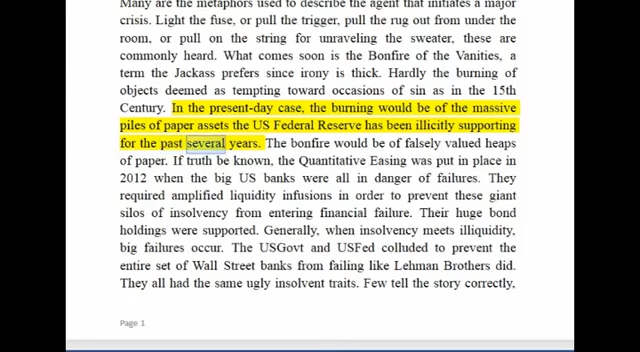 Many are the metaphors used to describe the agent that initiates a major
crisis. Light the fuse, or pull the trigger, pull the rug out from under the
room, or pull on the string for unraveling the sweater, these are
commonly heard. What comes soon is the Bonfire of the Vanities, a
term the Jackass prefers since irony is thick. Hardly the burning of
objects deemed as tempting toward occasions of sin as in the 15th
Century. In the present-day case, the burning would be of the massive
piles of paper assets the US Federal Reserve has been illicitly supporting
for the past several years. The bonfire would be of falsely valued heaps
of paper. If truth be known, the Quantitative Easing was put in place in
2012 when the big US banks were all in danger of failures. They
required amplified liquidity infusions in order to prevent these giant
silos of insolvency from entering financial failure. Their huge bond
holdings were supported. Generally, when insolvency meets illiquidity,
big failures occur. The USGovt and USFed colluded to prevent the
entire set of Wall Street banks from failing like Lehman Brothers did.
They all had the same ugly insolvent traits. Few tell the story correctly,
Page 1